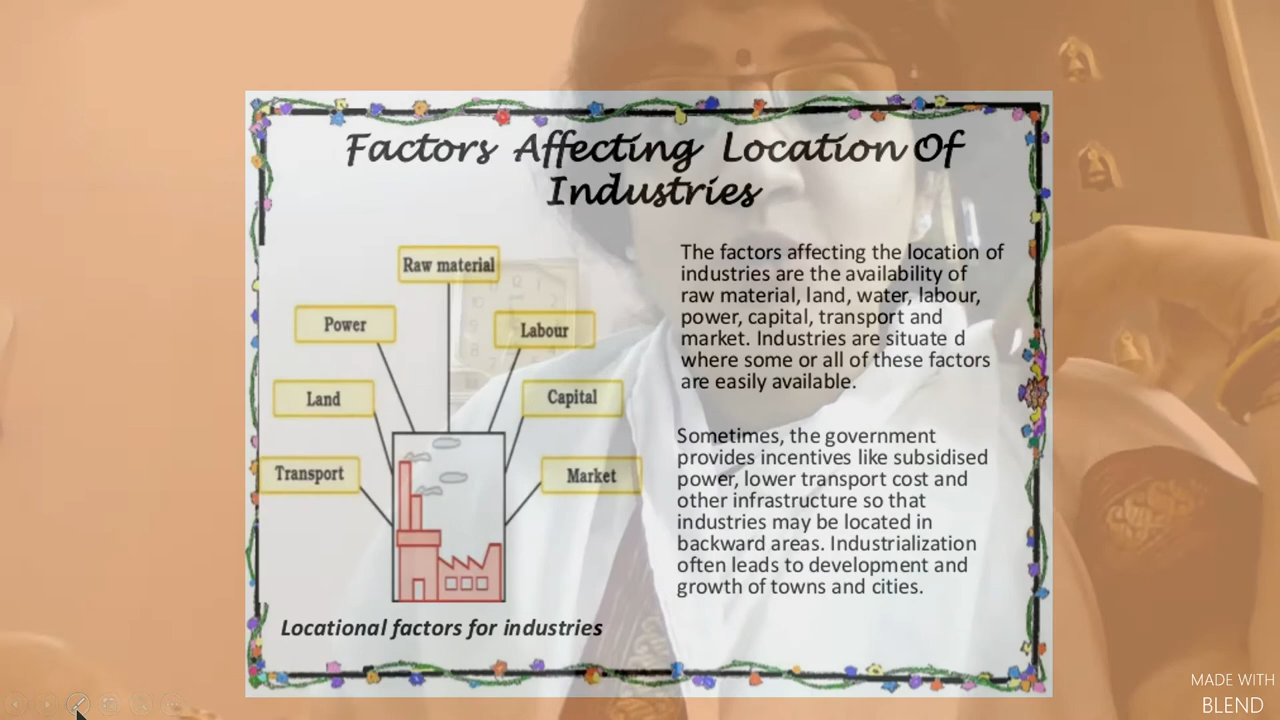 Factors Affecting Location Of
Industries
Raw material
Power
Labour
Land
Capital
Transport
Market
Locational factors for industries
The factors affecting the location of
industries are the availability of
raw material, land, water, labour,
power, capital, transport and
market. Industries are situate d
where some or all of these factors
are easily available.
Sometimes, the government
provides incentives like subsidised
power, lower transport cost and
other infrastructure so that
industries may be located in
backward areas. Industrialization
often leads to development and
growth of towns and cities.
MADE WITH
BLEND